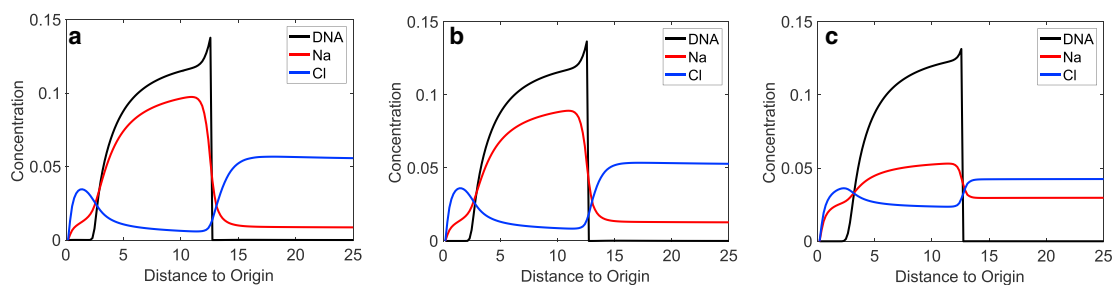 a
0.15
0.1
0.05
0
Concentration
0 5 10 15 20 25
Distance to Origin
DNA
Na
Cl
b
0.15
0.1
0.05
0
Concentration
0 5 10 15 20 25
Distance to Origin
DNA
Na
Cl
c
0.15
0.1
0.05
0
Concentration
0 5 10 15 20 25
Distance to Origin
DNA
Na
Cl